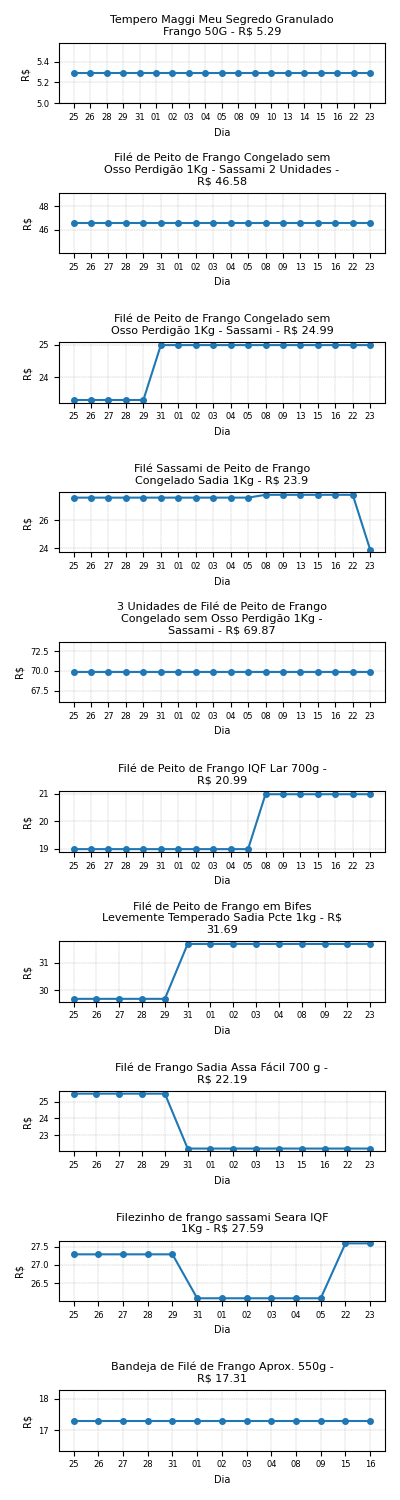 Tempero Maggi Meu Segredo Granulado
Frango 50G - R$ 5.29
5.4
5.2
5.0
R$
25 26 28 29 31 01 02 03 04 05 08 09 10 13 14 15 16 22 23
Dia
Filé de Peito de Frango Congelado sem
Osso Perdigão 1Kg - Sassami 2 Unidades -
R$ 46.58
48
46
R$
25 26 27 28 29 31 01 02 03 04 05 08 09 13 15 16 22 23
Dia
Filé de Peito de Frango Congelado sem
Osso Perdigão 1Kg - Sassami - R$ 24.99
25
24
R$
25 26 27 28 29 31 01 02 03 04 05 08 09 13 15 16 22 23
Dia
Filé Sassami de Peito de Frango
Congelado Sadia 1Kg - R$ 23.9
26
24
R$
25 26 27 28 29 31 01 02 03 04 05 08 09 13 15 16 22 23
Dia
3 Unidades de Filé de Peito de Frango
Congelado sem Osso Perdigão 1Kg -
Sassami - R$ 69.87
72.5
70.0
67.5
R$
25 26 27 28 29 31 01 02 03 04 05 08 09 13 15 16 22 23
Dia
Filé de Peito de Frango IQF Lar 700g -
R$ 20.99
21
20
19
R$
25 26 27 28 29 31 01 02 03 04 05 08 09 13 15 16 22 23
Dia
Filé de Peito de Frango em Bifes
Levemente Temperado Sadia Pcte 1kg - R$
31.69
31
30
R$
25 26 27 28 29 31 01 02 03 04 08 09 22 23
Dia
Filé de Frango Sadia Assa Fácil 700 g -
R$ 22.19
25
24
23
R$
25 26 27 28 29 31 01 02 03 13 15 16 22 23
Dia
Filezinho de frango sassami Seara IQF
1Kg - R$ 27.59
27.5
27.0
26.5
R$
25 26 27 28 29 31 01 02 03 04 05 22 23
Dia
Bandeja de Filé de Frango Aprox. 550g -
R$ 17.31
18
17
R$
25 26 27 28 31 01 02 03 04 08 09 15 16
Dia